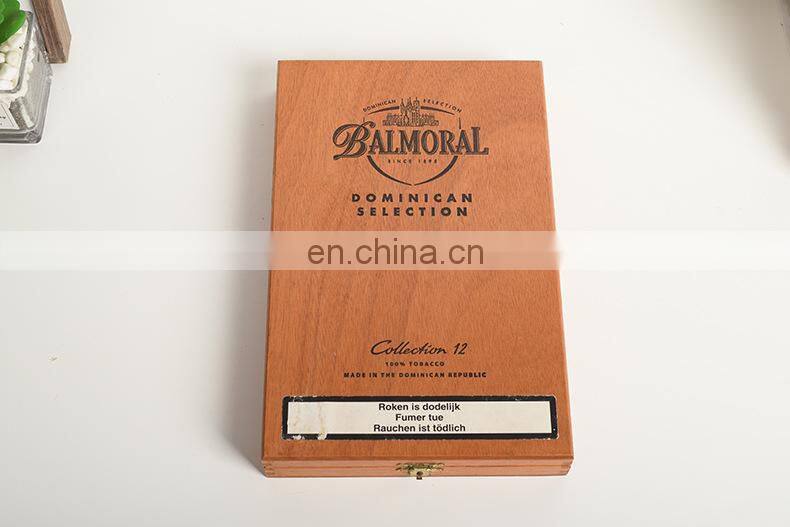 DOMINICAN SELECTION
BALMORAL
SINCE 1895
DOMINICAN
SELECTION
en.china.cn
Collection 12
100% TOBACCO
MADE IN THE DOMINICAN REPUBLIC
Roken is dodelijk
Fumer tue
Rauchen ist tödlich